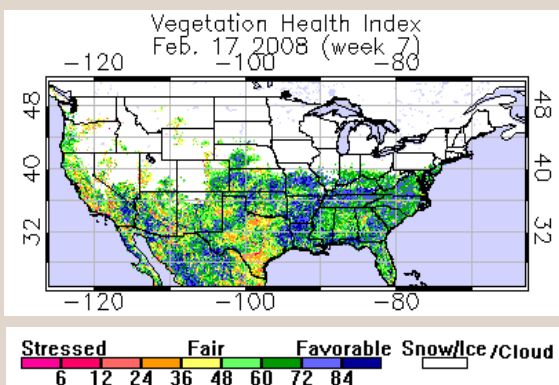 Vegetation Health Index
Feb. 17,2008 (week 7)
-120 -100 -80
48 48
40 40
32 32
-120 -100 -80
Stressed Fair Favorable Snow/Ice /Cloud
6 12 24 36 48 60 72 84